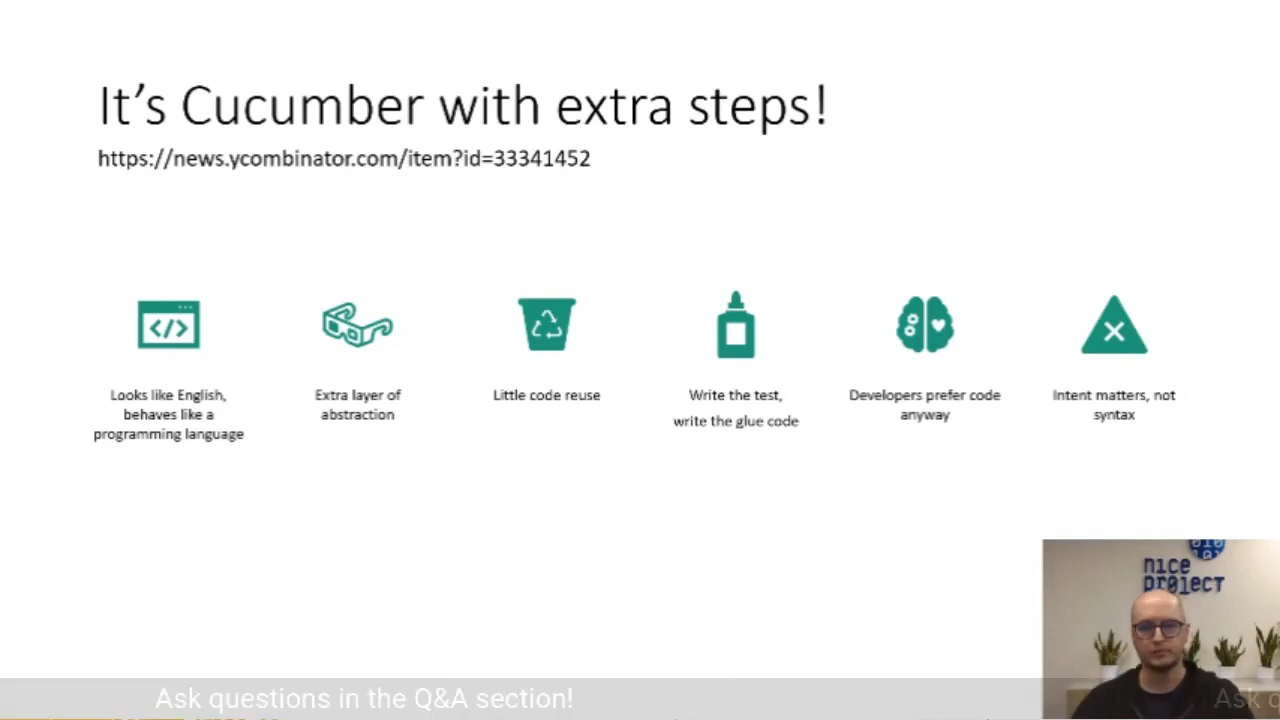 It's Cucumber with extra steps!
https://news.ycombinator.com/item?id=33341452
Looks like English,
behaves like a
programming language
Extra layer of
abstraction
Little code reuse
Write the test,
write the glue code
Developers prefer code
anyway
Intent matters, not
syntax
nice
project
Ask questions in the Q&A section!
Ask